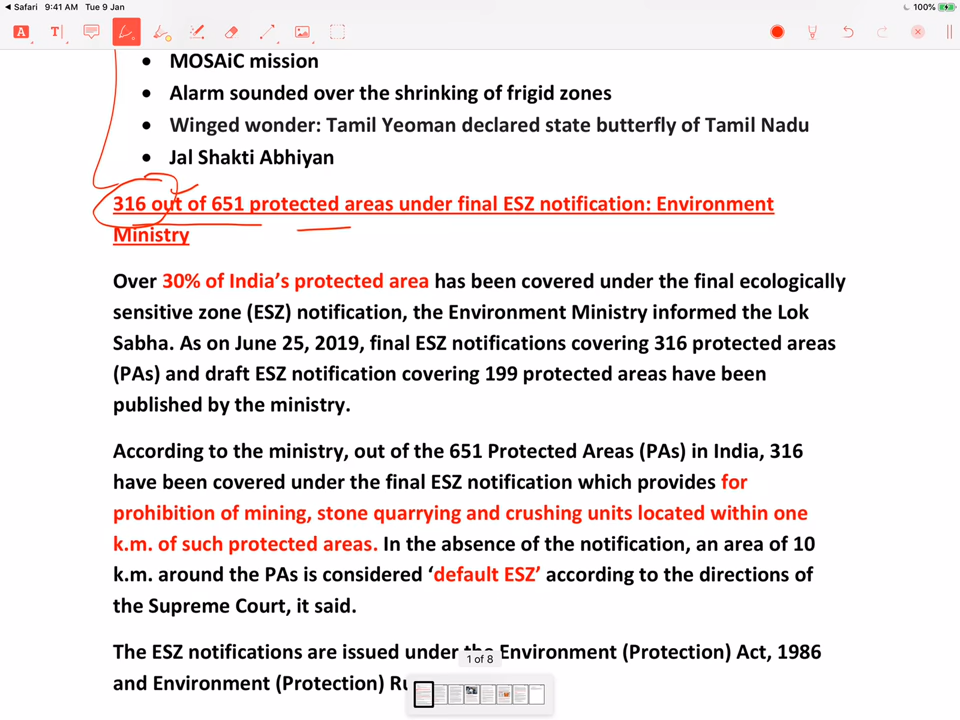 Safari 9:41 AM Tue 9 Jan 100%
A T
MOSAiC mission
Alarm sounded over the shrinking of frigid zones
Winged wonder: Tamil Yeoman declared state butterfly of Tamil Nadu
Jal Shakti Abhiyan
316 out of 651 protected areas under final ESZ notification: Environment
Ministry
Over 30% of India’s protected area has been covered under the final ecologically
sensitive zone (ESZ) notification, the Environment Ministry informed the Lok
Sabha. As on June 25, 2019, final ESZ notifications covering 316 protected areas
(PAs) and draft ESZ notification covering 199 protected areas have been
published by the ministry.
According to the ministry, out of the 651 Protected Areas (PAs) in India, 316
have been covered under the final ESZ notification which provides for
prohibition of mining, stone quarrying and crushing units located within one
k.m. of such protected areas. In the absence of the notification, an area of 10
k.m. around the PAs is considered ‘default ESZ’ according to the directions of
the Supreme Court, it said.
The ESZ notifications are issued under the Environment (Protection) Act, 1986
1 of 8
and Environment (Protection)